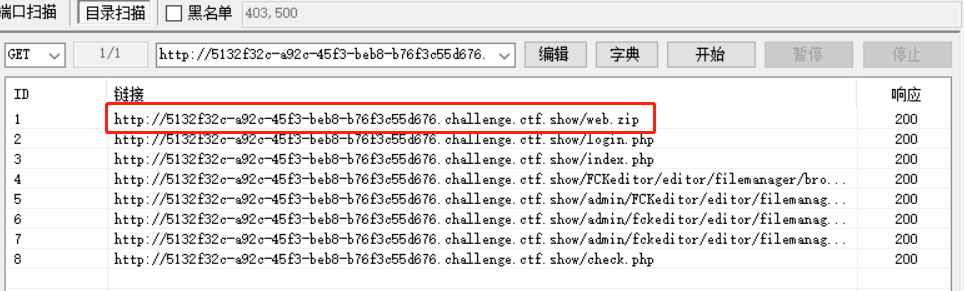 端口扫描 目录扫描 黑名单 403,500
GET 1/1 http://5132f32c-a92c-45f3-beb8-b76f3c55d676. 编辑 字典 开始 暂停 停止
ID 链接 响应
1 http://5132f32c-a92c-45f3-beb8-b76f3c55d676.challenge.ctf.show/web.zip 200
2 http://5132f32c-a92c-45f3-beb8-b76f3c55d676.challenge.ctf.show/login.php 200
3 http://5132f32c-a92c-45f3-beb8-b76f3c55d676.challenge.ctf.show/index.php 200
4 http://5132f32c-a92c-45f3-beb8-b76f3c55d676.challenge.ctf.show/FCKeditor/editor/filemanager/bro... 200
5 http://5132f32c-a92c-45f3-beb8-b76f3c55d676.challenge.ctf.show/admin/FCKeditor/editor/filemanag... 200
6 http://5132f32c-a92c-45f3-beb8-b76f3c55d676.challenge.ctf.show/admin/fckeditor/editor/filemanag... 200
7 http://5132f32c-a92c-45f3-beb8-b76f3c55d676.challenge.ctf.show/admin/fckeditor/editor/filemanag... 200
8 http://5132f32c-a92c-45f3-beb8-b76f3c55d676.challenge.ctf.show/check.php 200